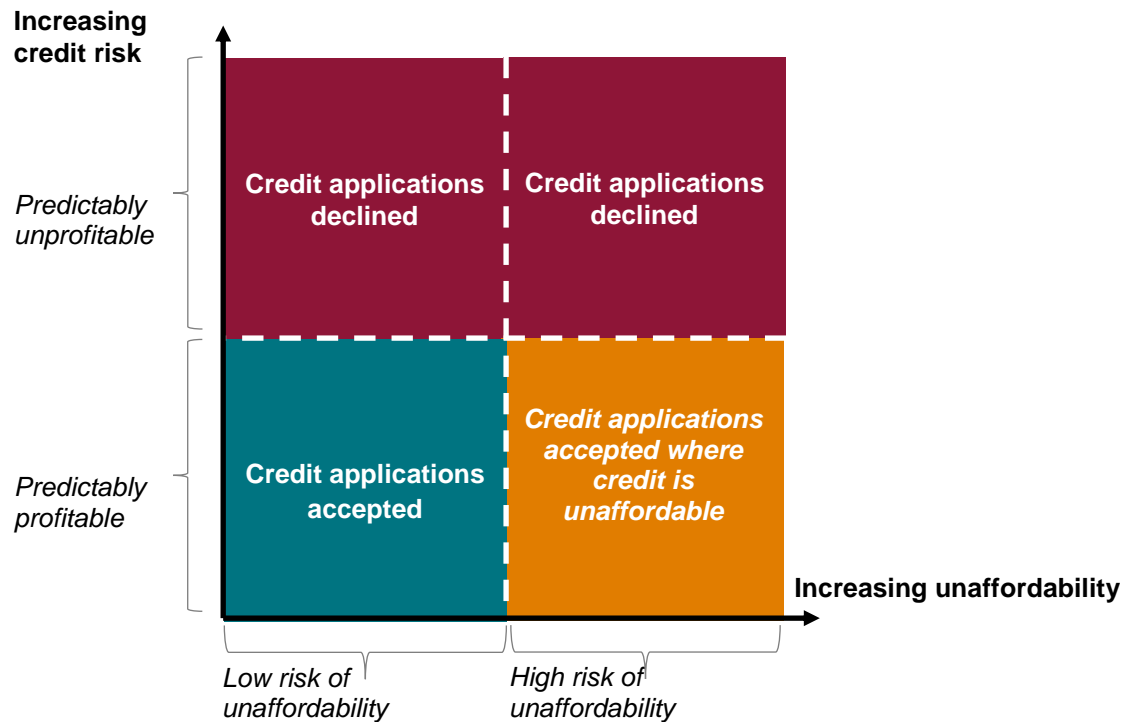 Increasing
credit risk
Predictably
unprofitable
Credit applications
declined
Credit applications
declined
Predictably
profitable
Credit applications
accepted
Credit applications
accepted where
credit is
unaffordable
Increasing unaffordability
Low risk of
unaffordability
High risk of
unaffordability